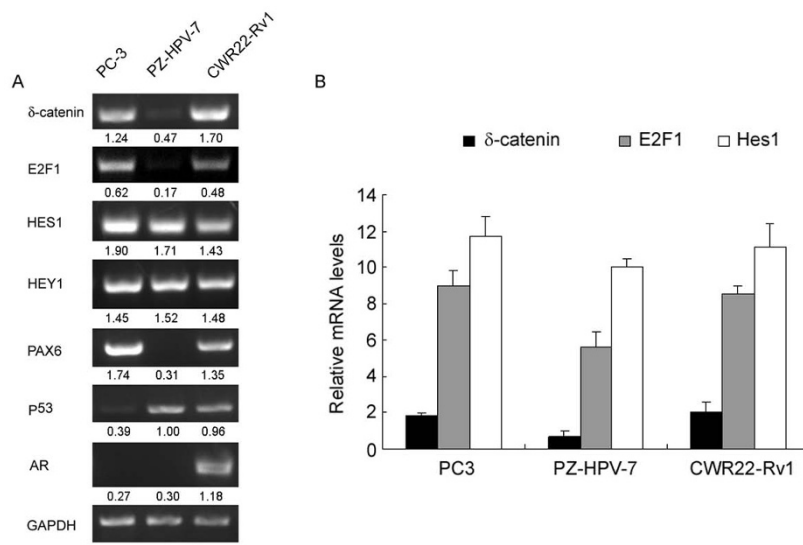 A
PC-3 PZ-HPV-7 CWR22-Rv1
δ-catenin
1.24 0.47 1.70
E2F1
0.62 0.17 0.48
HES1
1.90 1.71 1.43
HEY1
1.45 1.52 1.48
PAX6
1.74 0.31 1.35
P53
0.39 1.00 0.96
AR
0.27 0.30 1.18
GAPDH
B
δ-catenin E2F1 Hes1
Relative mRNA levels
14
12
10
8
6
4
2
0
PC3 PZ-HPV-7 CWR22-Rv1